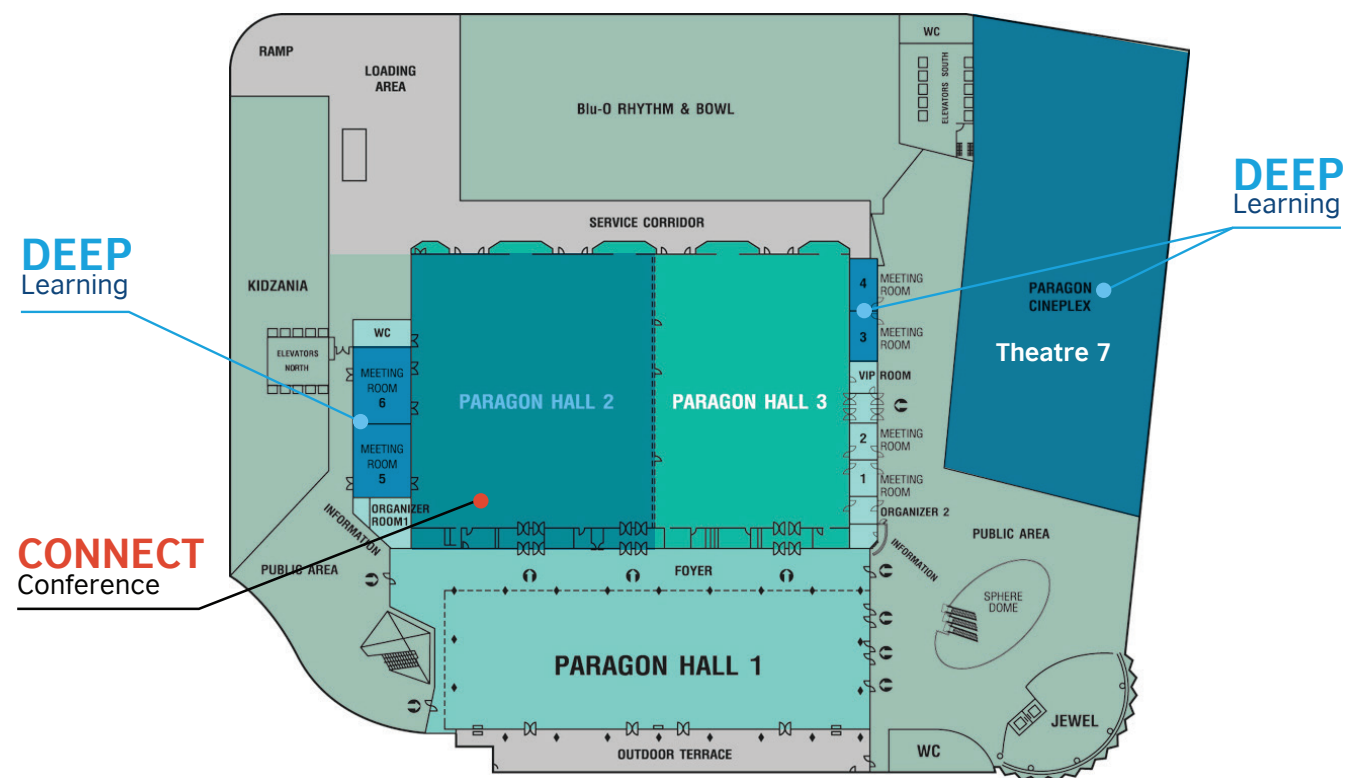 RAMP
LOADING
AREA
Blu-O RHYTHM & BOWL
WC
ELEVATORS SOUTH
DEEP
Learning
SERVICE CORRIDOR
DEEP
Learning
KIDZANIA
WC
ELEVATORS
NORTH
MEETING
ROOM
6
MEETING
ROOM
5
ORGANIZER
ROOM1
PARAGON HALL 2
PARAGON HALL 3
4
MEETING
ROOM
3
MEETING
ROOM
VIP ROOM
2
MEETING
ROOM
1
MEETING
ROOM
ORGANIZER 2
PARAGON
CINEPLEX
Theatre 7
INFORMATION
PUBLIC AREA
CONNECT
Conference
FOYER
INFORMATION
PUBLIC AREA
SPHERE
DOME
PARAGON HALL 1
JEWEL
OUTDOOR TERRACE
WC